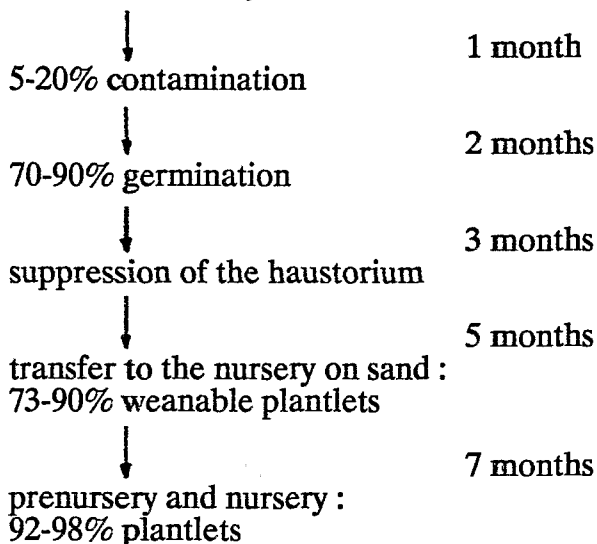 1 month
5-20% contamination
2 months
70-90% germination
3 months
suppression of the haustorium
5 months
transfer to the nursery on sand :
73-90% weanable plantlets
7 months
prenursery and nursery :
92-98% plantlets